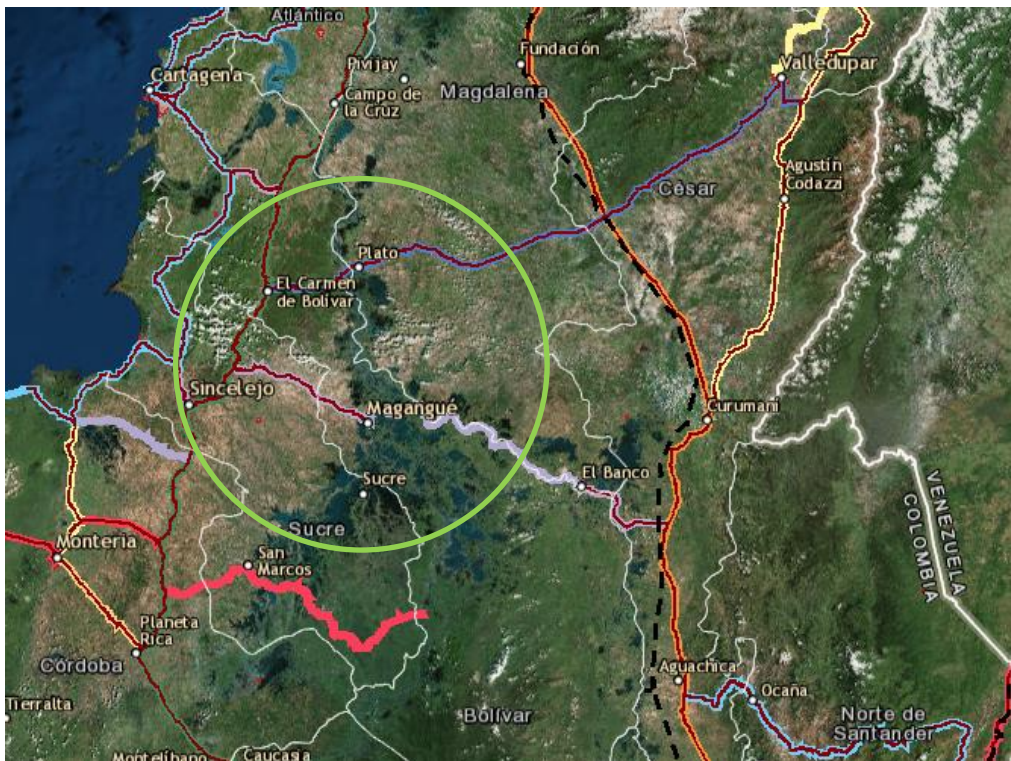 Atlántico
Fundación
Pivijay
Valledupar
Cartagena
Magdalena
Campo de
la Cruz
Agustín
Codazzi
César
Plato
El Carmen
de Bolívar
Sincelejo
Magangué
Curumaní
El Banco
Sucre
VENEZUELA
COLOMBIA
Sucre
Montería
San
Marcos
Planeta
Rica
Córdoba
Aguachica
Ocaña
Tierralta
Bolívar
Norte de
Santander
Montelíbano
Caucasia